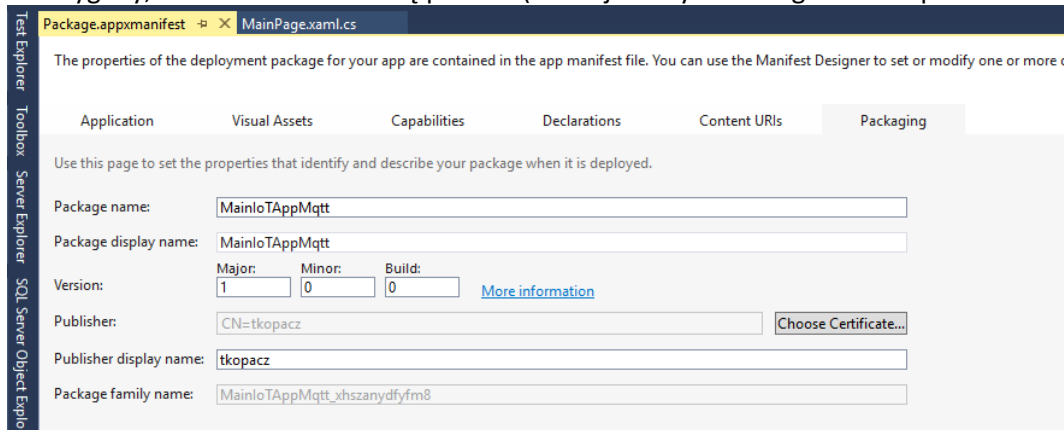 Package.appxmanifest MainPage.xaml.cs
The properties of the deployment package for your app are contained in the app manifest file. You can use the Manifest Designer to set or modify one or more
Application Visual Assets Capabilities Declarations Content URIs Packaging
Use this page to set the properties that identify and describe your package when it is deployed.
Package name: MainIoTAppMqtt
Package display name: MainIoTAppMqtt
Major: Minor: Build:
Version: 1 0 0 More information
Publisher: CN=tkopacz Choose Certificate...
Publisher display name: tkopacz
Package family name: MainIoTAppMqtt_xhszanydfyfm8
Test Explorer
Toolbox
Server Explorer
SQL Server Object Explo